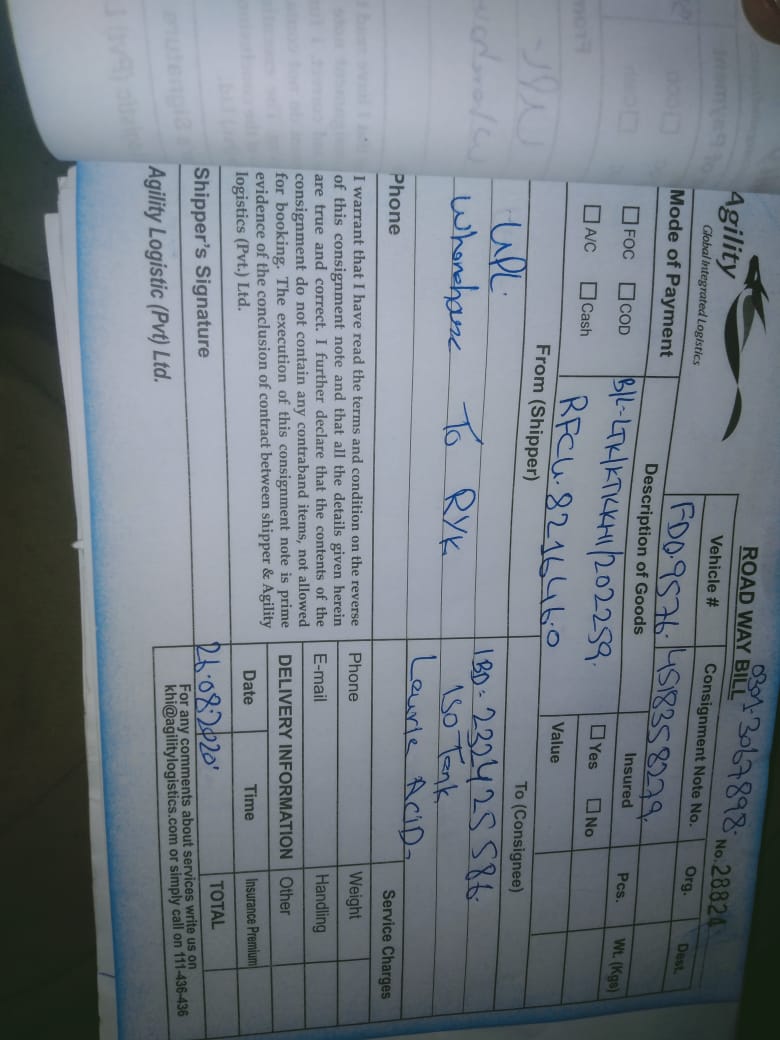 0301-3067898.
Agility
Global Integrated Logistics
ROAD WAY BILL
No. 28824
Vehicle #
FDO.9576.
Consignment Note No.
4518358279.
Org.
Dest.
Mode of Payment
FOC
COD
A/C
Cash
Description of Goods
B/L-LTK/KTKKHI/202259.
RFCU.8216446.0
Insured
Yes
No
Value
Pcs.
Wt. (Kgs)
From (Shipper)
UPL.
To RYK
Phone
To (Consignee)
IBD- 232425586.
ISO Tank
ACID-
Service Charges
I warrant that I have read the terms and condition on the reverse
of this consignment note and that all the details given herein
are true and correct. I further declare that the contents of the
consignment do not contain any contraband items, not allowed
for booking. The execution of this consignment note is prime
evidence of the conclusion of contract between shipper & Agility
logistics (Pvt.) Ltd.
Shipper's Signature
Agility Logistic (Pvt) Ltd.
Phone
E-mail
Weight
Handling
Other
Insurance Premium
TOTAL
DELIVERY INFORMATION
Date
Time
26.08.2020.
For any comments about services write us on
khi@agilitylogistics.com or simply call on 111-436-436